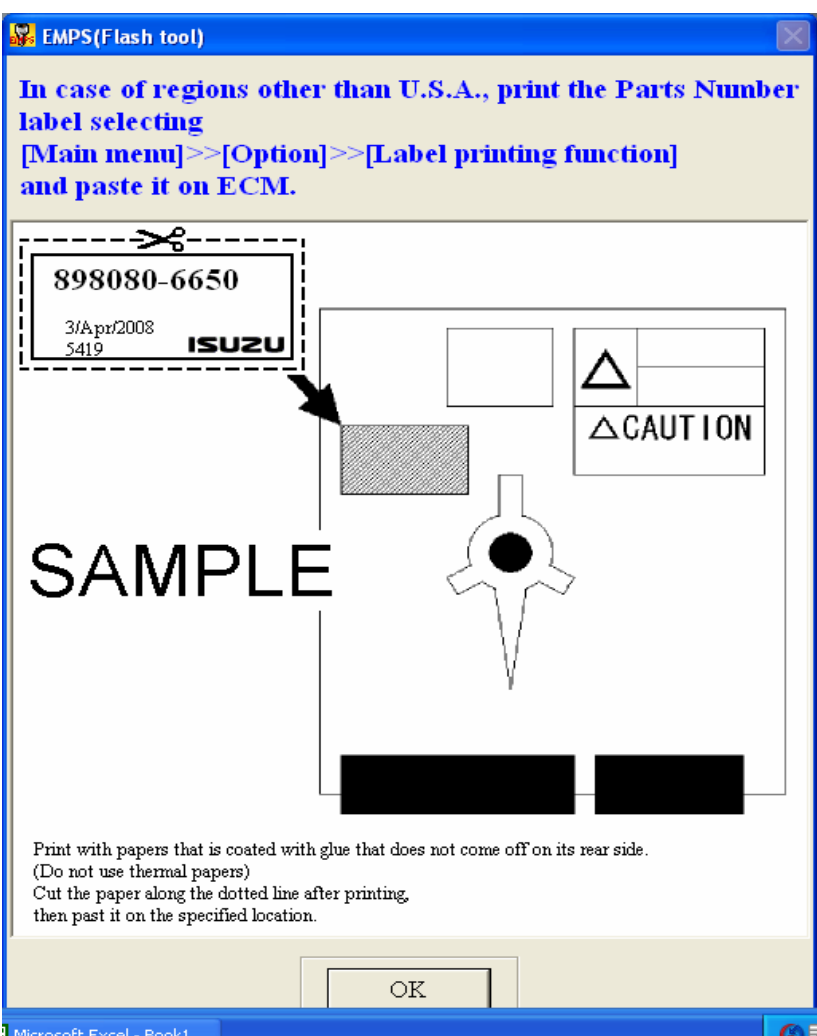 EMPS(Flash tool)
In case of regions other than U.S.A., print the Parts Number
label selecting
[Main menu]>>[Option]>>[Label printing function]
and paste it on ECM.
898080-6650
3/Apr/2008
5419 ISUZU
△CAUTION
SAMPLE
Print with papers that is coated with glue that does not come off on its rear side.
(Do not use thermal papers)
Cut the paper along the dotted line after printing,
then past it on the specified location.
OK
Microsoft Excel - Book1